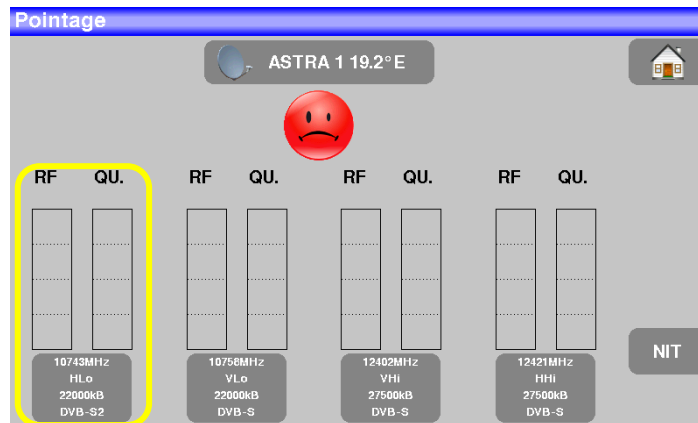 Pointage
ASTRA 1 19.2°E
RF QU. RF QU. RF QU. RF QU.
10743MHz 10758MHz 12402MHz 12421MHz
HLo VLo VHi HHi
22000kB 22000kB 27500kB 27500kB
DVB-S2 DVB-S DVB-S DVB-S
NIT